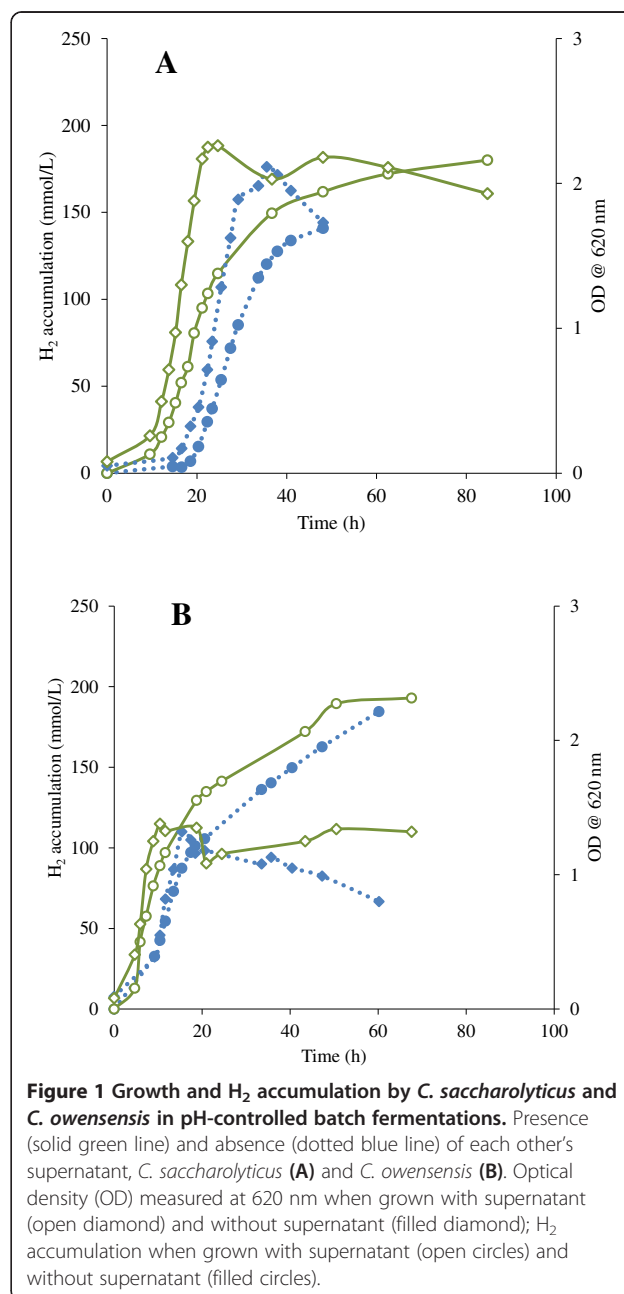 250
200
150
100
50
0
H2 accumulation (mmol/L)
A
3
2
1
0
OD @ 620 nm
0 20 40 60 80 100
Time (h)
250
200
150
100
50
0
H2 accumulation (mmol/L)
B
3
2
1
0
OD @ 620 nm
0 20 40 60 80 100
Time (h)
Figure 1 Growth and H2 accumulation by C. saccharolyticus and
C. owensensis in pH-controlled batch fermentations. Presence
(solid green line) and absence (dotted blue line) of each other's
supernatant, C. saccharolyticus (A) and C. owensensis (B). Optical
density (OD) measured at 620 nm when grown with supernatant
(open diamond) and without supernatant (filled diamond); H2
accumulation when grown with supernatant (open circles) and
without supernatant (filled circles).